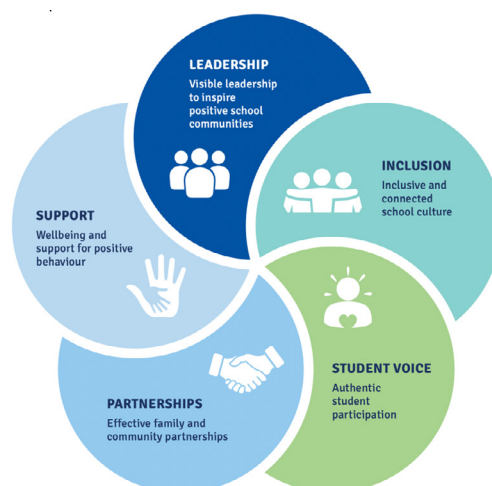 LEADERSHIP
Visible leadership
to inspire
positive school
communities
INCLUSION
Inclusive and
connected
school culture
STUDENT VOICE
Authentic
student
participation
PARTNERSHIPS
Effective family and
community partnerships
SUPPORT
Wellbeing and
support for positive
behaviour